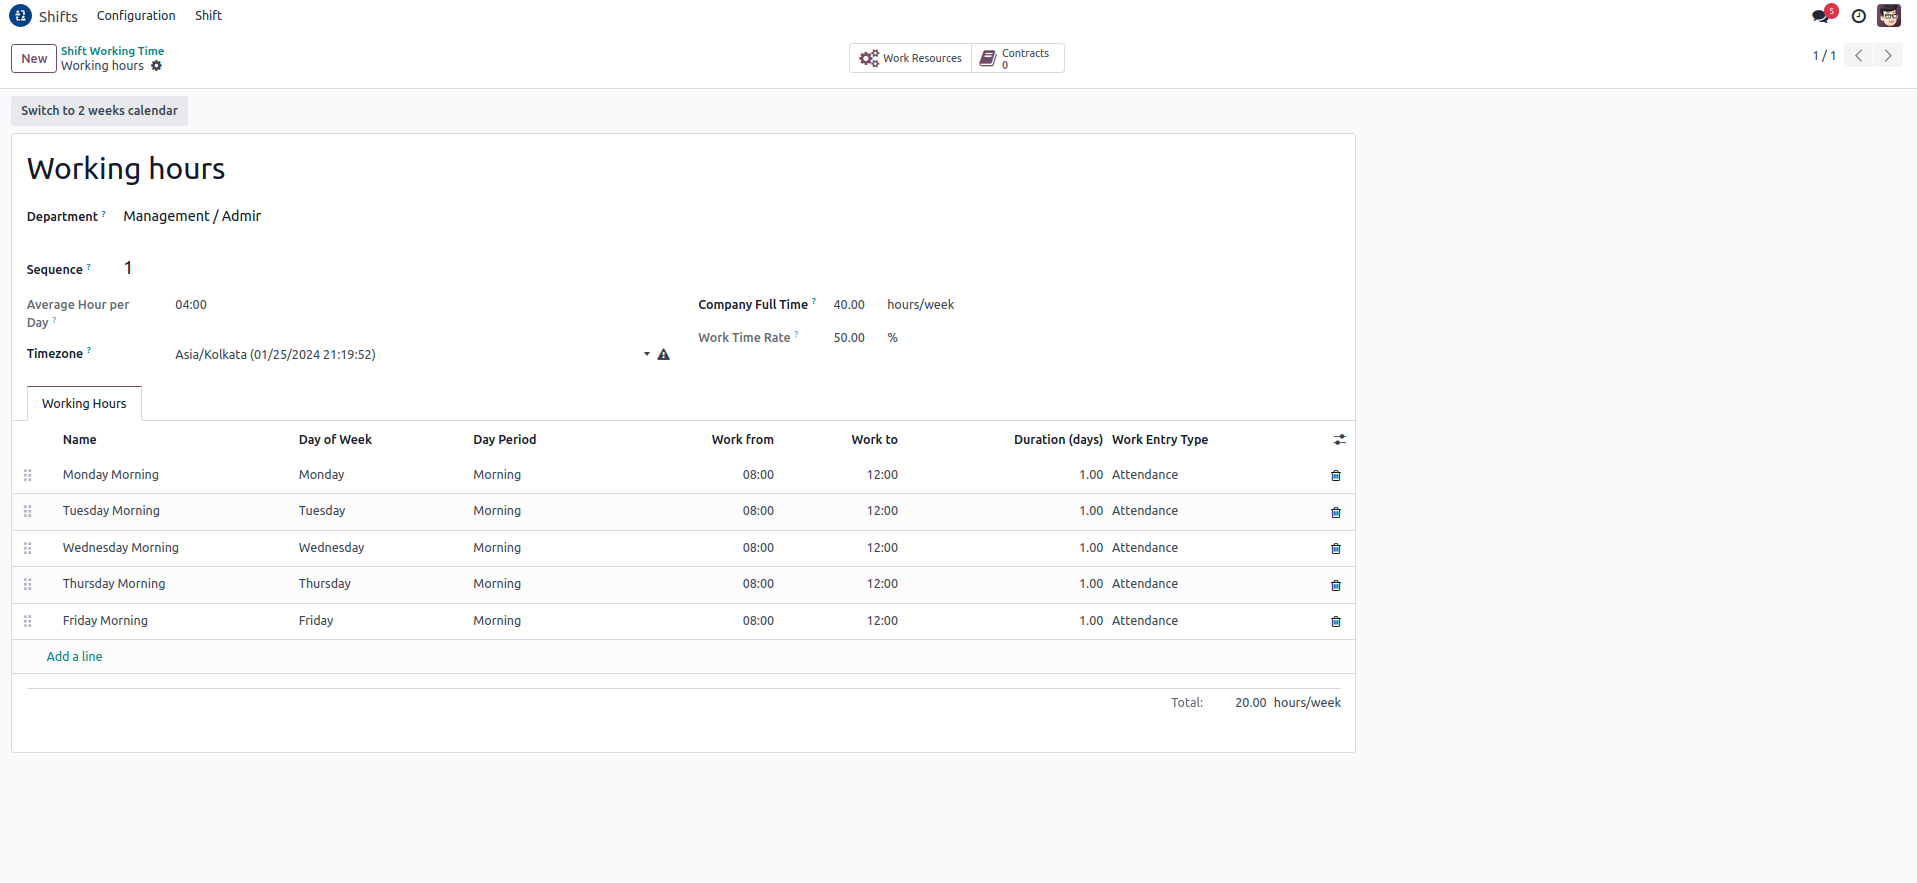 Shifts Configuration Shift 5
New Shift Working Time
Working hours
Work Resources
Contracts
0
1 / 1
Switch to 2 weeks calendar
Working hours
Department ? Management / Admir
Sequence ? 1
Average Hour per Day ? 04:00
Company Full Time ? 40.00 hours/week
Work Time Rate ? 50.00 %
Timezone ? Asia/Kolkata (01/25/2024 21:19:52)
Working Hours
Name Day of Week Day Period Work from Work to Duration (days) Work Entry Type
Monday Morning Monday Morning 08:00 12:00 1.00 Attendance
Tuesday Morning Tuesday Morning 08:00 12:00 1.00 Attendance
Wednesday Morning Wednesday Morning 08:00 12:00 1.00 Attendance
Thursday Morning Thursday Morning 08:00 12:00 1.00 Attendance
Friday Morning Friday Morning 08:00 12:00 1.00 Attendance
Add a line
Total: 20.00 hours/week